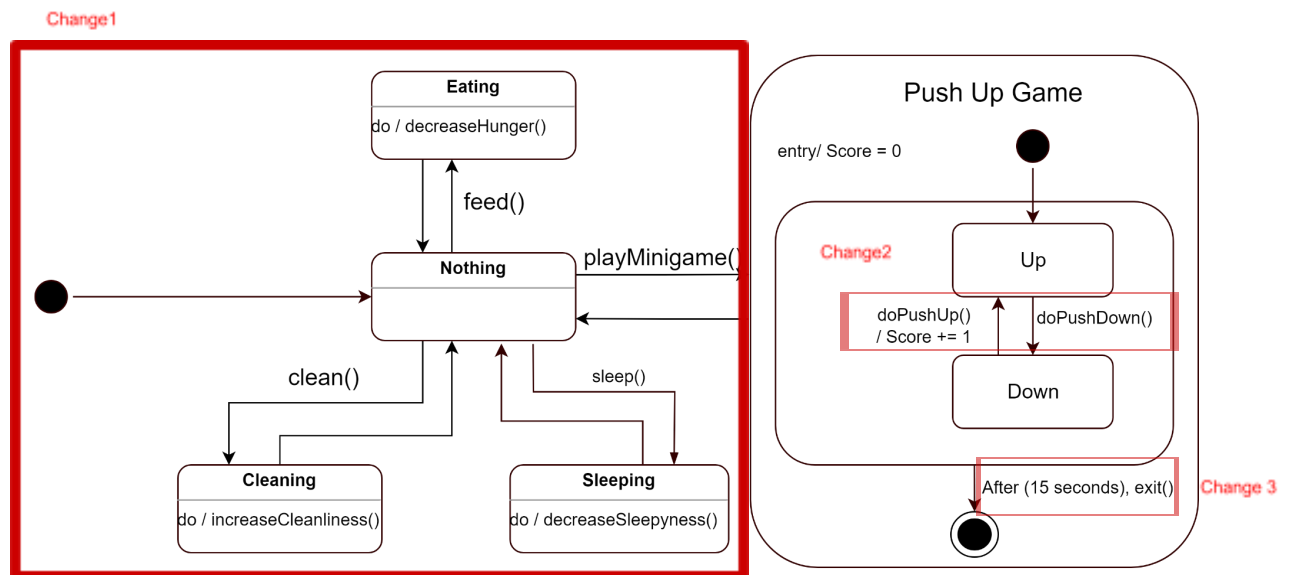 Change1
Eating
do / decreaseHunger()
feed()
Nothing
playMinigame()
clean()
sleep()
Cleaning
do / increaseCleanliness()
Sleeping
do / decreaseSleepyness()
Push Up Game
entry/ Score = 0
Change2
Up
doPushUp()
/ Score += 1
doPushDown()
Down
After (15 seconds), exit()
Change 3